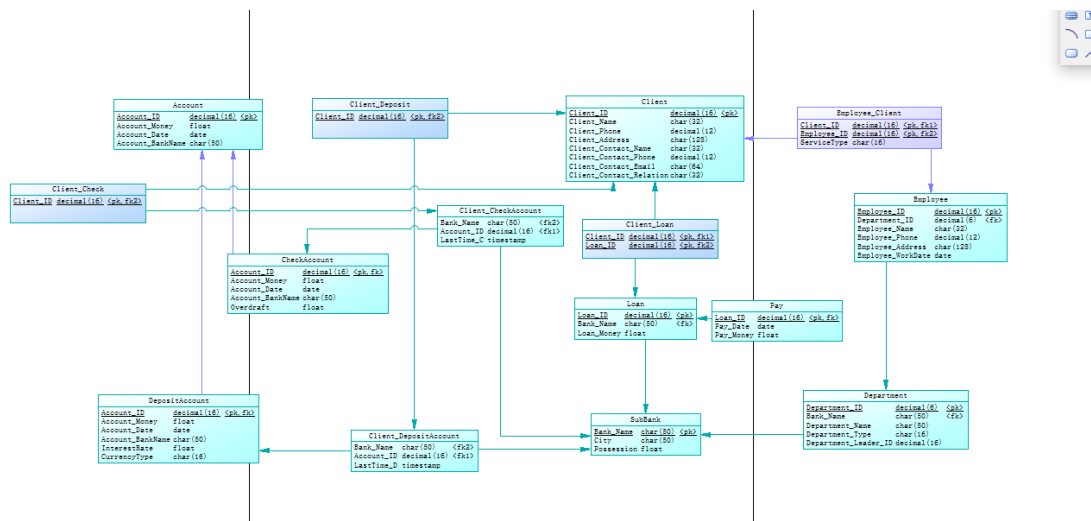 Account
Account_ID decimal(16) <pk>
Account_Money float
Account_Date date
Account_BankName char(50)
Client_Deposit
Client_ID decimal(16) <pk,fk2>
Client
Client_ID decimal(16) <pk>
Client_Name char(32)
Client_Phone decimal(12)
Client_Address char(128)
Client_Contact_Name char(32)
Client_Contact_Phone decimal(12)
Client_Contact_Email char(64)
Client_Contact_Relation char(32)
Employee_Client
Client_ID decimal(16) <pk,fk1>
Employee_ID decimal(16) <pk,fk2>
ServiceType char(16)
Client_Check
Client_ID decimal(16) <pk,fk2>
Client_CheckAccount
Bank_Name char(50) <fk2>
Account_ID decimal(16) <fk1>
LastTime_C timestamp
Client_Loan
Client_ID decimal(16) <pk,fk1>
Loan_ID decimal(16) <pk,fk2>
Employee
Employee_ID decimal(16) <pk>
Department_ID decimal(6) <fk>
Employee_Name char(32)
Employee_Phone decimal(12)
Employee_Address char(128)
Employee_WorkDate date
CheckAccount
Account_ID decimal(16) <pk,fk>
Account_Money float
Account_Date date
Account_BankName char(50)
Overdraft float
Loan
Loan_ID decimal(16) <pk>
Bank_Name char(50) <fk>
Loan_Money float
Pay
Loan_ID decimal(16) <pk,fk>
Pay_Date date
Pay_Money float
DepositAccount
Account_ID decimal(16) <pk,fk>
Account_Money float
Account_Date date
Account_BankName char(50)
InterestRate float
CurrencyType char(16)
Client_DepositAccount
Bank_Name char(50) <fk2>
Account_ID decimal(16) <fk1>
LastTime_D timestamp
SubBank
Bank_Name char(50) <pk>
City char(50)
Possession float
Department
Department_ID decimal(6) <pk>
Bank_Name char(50) <fk>
Department_Name char(50)
Department_Type char(16)
Department_Leader_ID decimal(16)